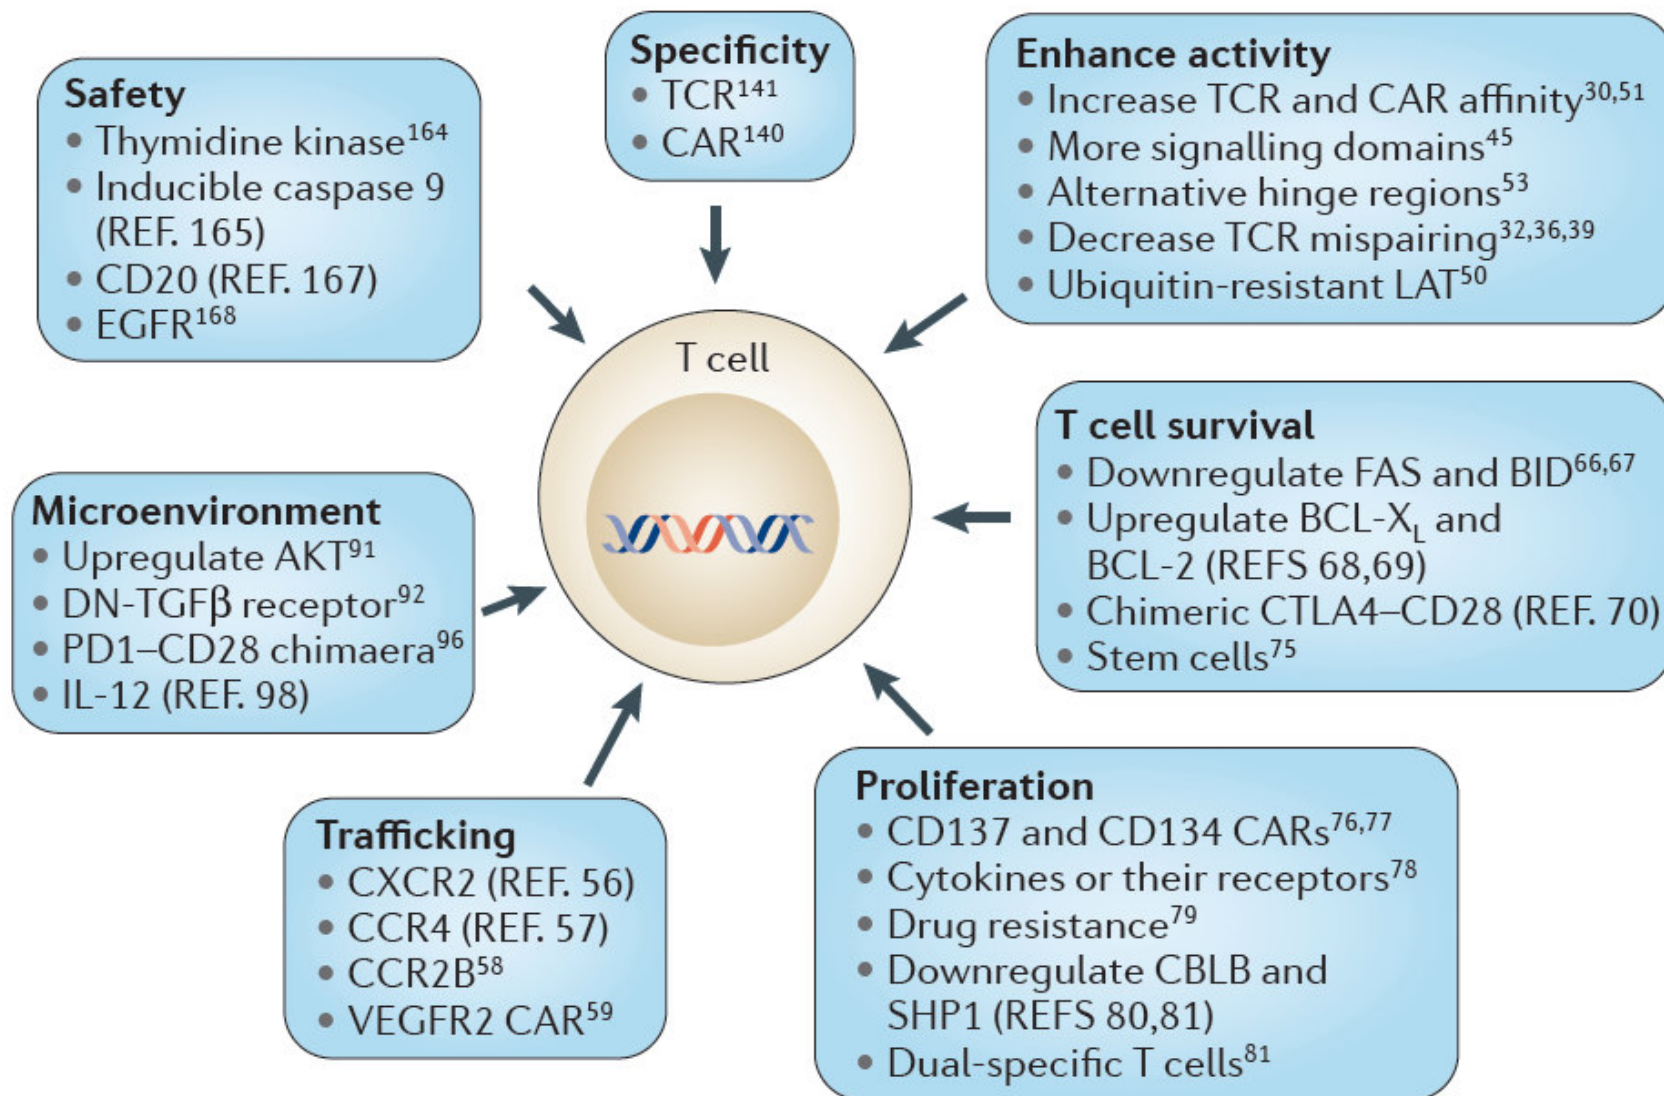 Safety
• Thymidine kinase164
• Inducible caspase 9
(REF. 165)
• CD20 (REF. 167)
• EGFR168
Specificity
• TCR141
• CAR140
Enhance activity
• Increase TCR and CAR affinity30,51
• More signalling domains45
• Alternative hinge regions53
• Decrease TCR mispairing32,36,39
• Ubiquitin-resistant LAT50
T cell
T cell survival
• Downregulate FAS and BID66,67
• Upregulate BCL-XL and
BCL-2 (REFS 68,69)
• Chimeric CTLA4–CD28 (REF. 70)
• Stem cells75
Microenvironment
• Upregulate AKT91
• DN-TGFβ receptor92
• PD1–CD28 chimaera96
• IL-12 (REF. 98)
Trafficking
• CXCR2 (REF. 56)
• CCR4 (REF. 57)
• CCR2B58
• VEGFR2 CAR59
Proliferation
• CD137 and CD134 CARs76,77
• Cytokines or their receptors78
• Drug resistance79
• Downregulate CBLB and
SHP1 (REFS 80,81)
• Dual-specific T cells81